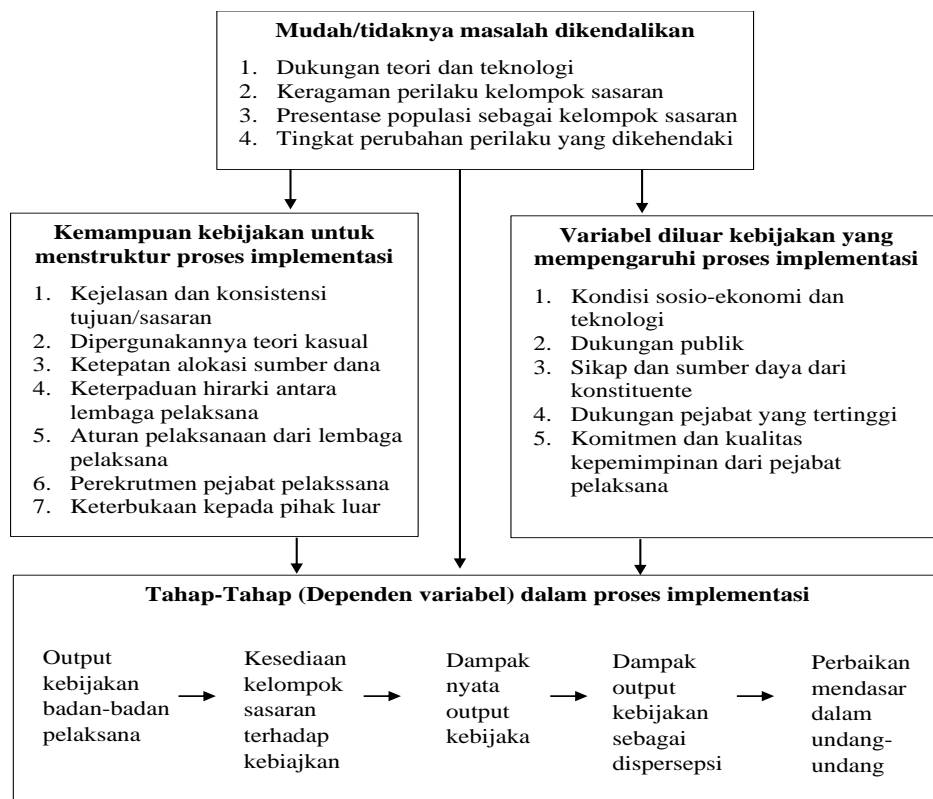 Mudah/tidaknya masalah dikendalikan
1. Dukungan teori dan teknologi
2. Keragaman perilaku kelompok sasaran
3. Presentase populasi sebagai kelompok sasaran
4. Tingkat perubahan perilaku yang dikehendaki
Kemampuan kebijakan untuk
menstruktur proses implementasi
1. Kejelasan dan konsistensi
tujuan/sasaran
2. Dipergunakannya teori kasual
3. Ketepatan alokasi sumber dana
4. Keterpaduan hirarki antara
lembaga pelaksana
5. Aturan pelaksanaan dari lembaga
pelaksana
6. Perekrutmen pejabat pelakssana
7. Keterbukaan kepada pihak luar
Variabel diluar kebijakan yang
mempengaruhi proses implementasi
1. Kondisi sosio-ekonomi dan
teknologi
2. Dukungan publik
3. Sikap dan sumber daya dari
konstituente
4. Dukungan pejabat yang tertinggi
5. Komitmen dan kualitas
kepemimpinan dari pejabat
pelaksana
Tahap-Tahap (Dependen variabel) dalam proses implementasi
Output
kebijakan
badan-badan
pelaksana
Kesediaan
kelompok
sasaran
terhadap
kebiajkan
Dampak
nyata
output
kebijaka
Dampak
output
kebijakan
sebagai
dispersepsi
Perbaikan
mendasar
dalam
undang-
undang